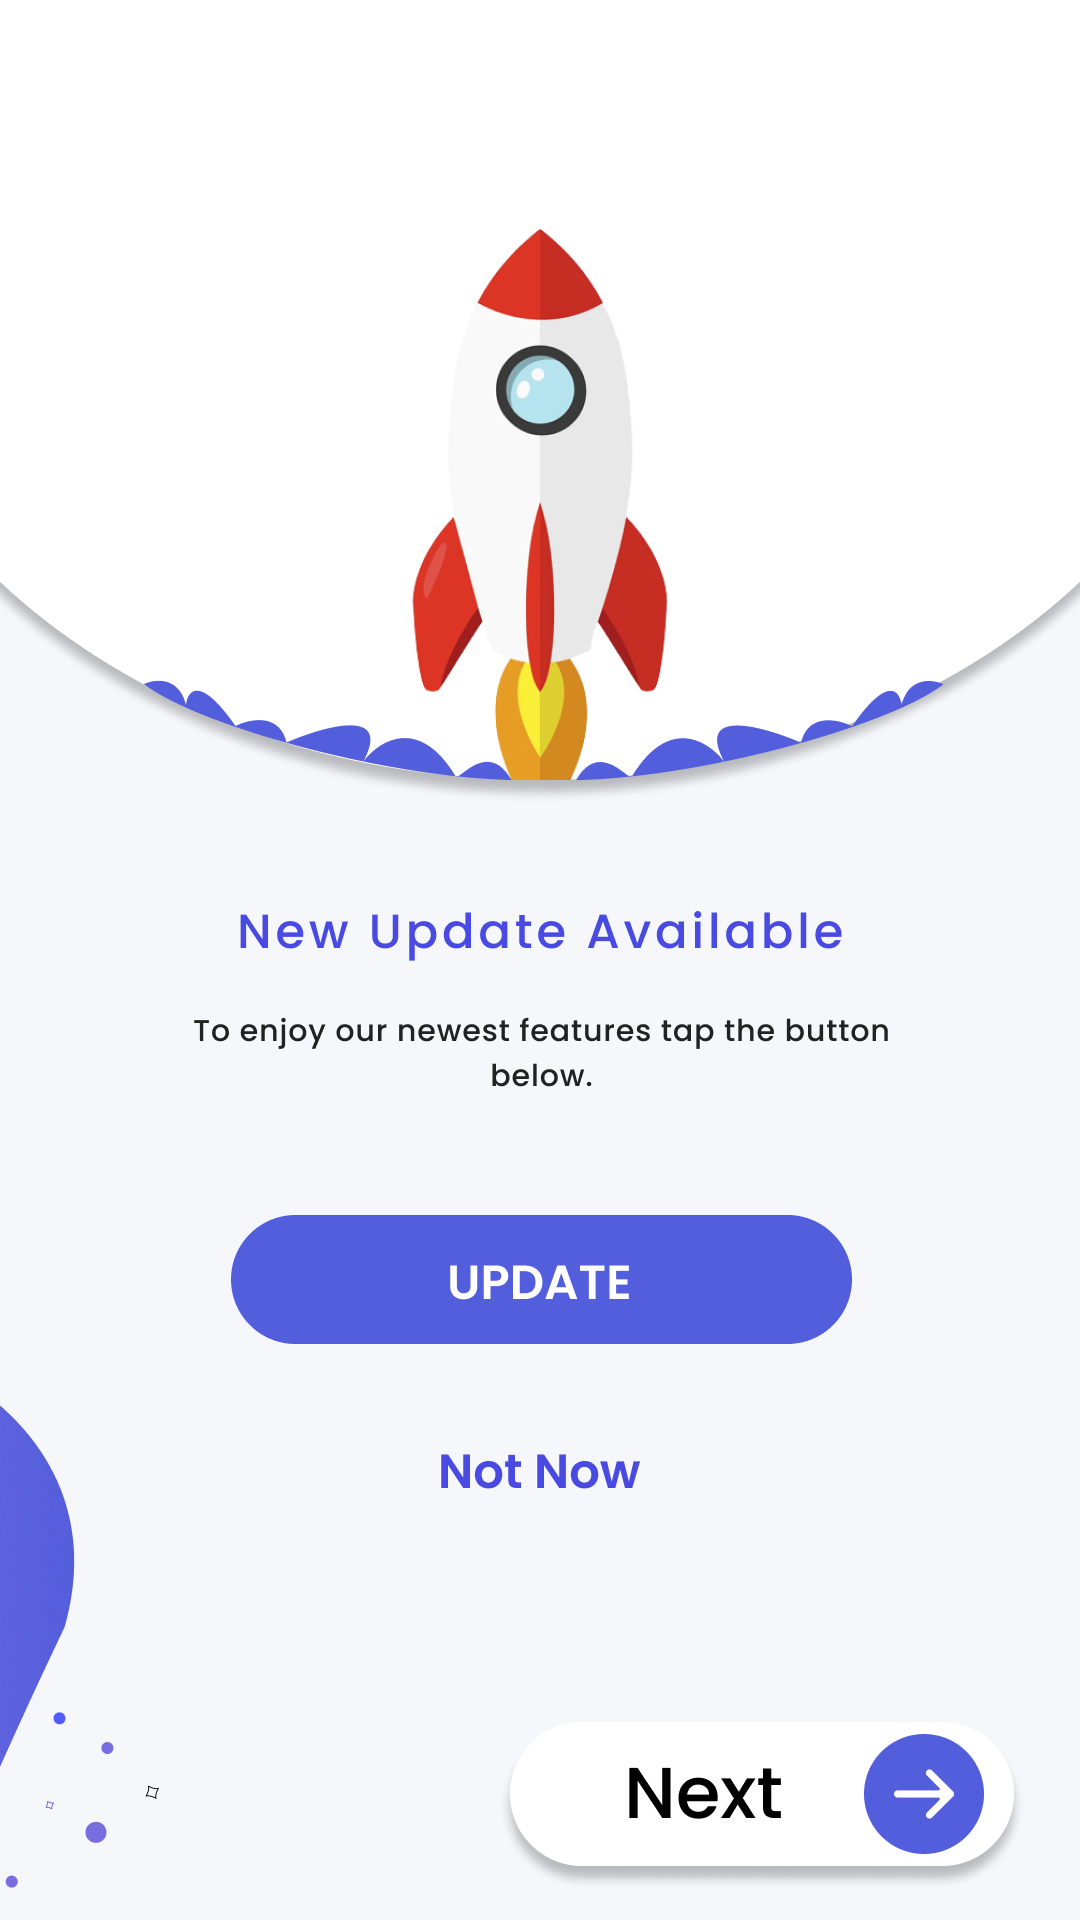 New Update Available
To enjoy our newest features tap the button
below.
UPDATE
Not Now
Next